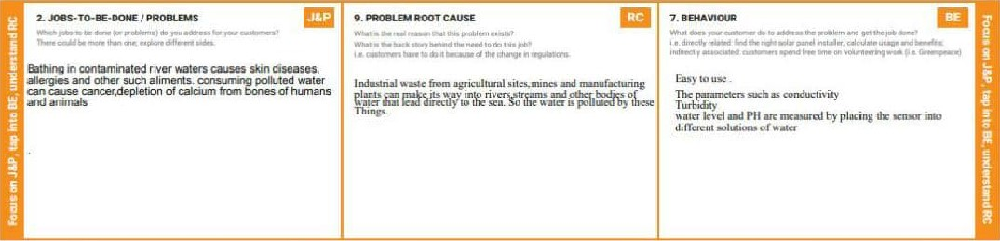 Focus on J&P, tap into BE, understand RC
2. JOBS-TO-BE-DONE / PROBLEMS
J&P
Which jobs-to-be-done (or problems) do you address for your customers?
There could be more than one; explore different sides.
Bathing in contaminated river waters causes skin diseases,
allergies and other such aliments. consuming polluted water
can cause cancer,depletion of calcium from bones of humans
and animals
.
9. PROBLEM ROOT CAUSE
RC
What is the real reason that this problem exists?
What is the back story behind the need to do this job?
i.e. customers have to do it because of the change in regulations.
Industrial waste from agricultural sites,mines and manufacturing
plants can make its way into rivers,streams and other bodies of
water that lead directly to the sea. So the water is polluted by these
Things.
7. BEHAVIOUR
BE
What does your customer do to address the problem and get the job done?
i.e. directly related: find the right solar panel installer, calculate usage and benefits;
indirectly associated: customers spend free time on volunteering work (i.e. Greenpeace)
Easy to use .
The parameters such as conductivity
Turbidity
water level and PH are measured by placing the sensor into
different solutions of water
Focus on J&P, tap into BE, understand RC